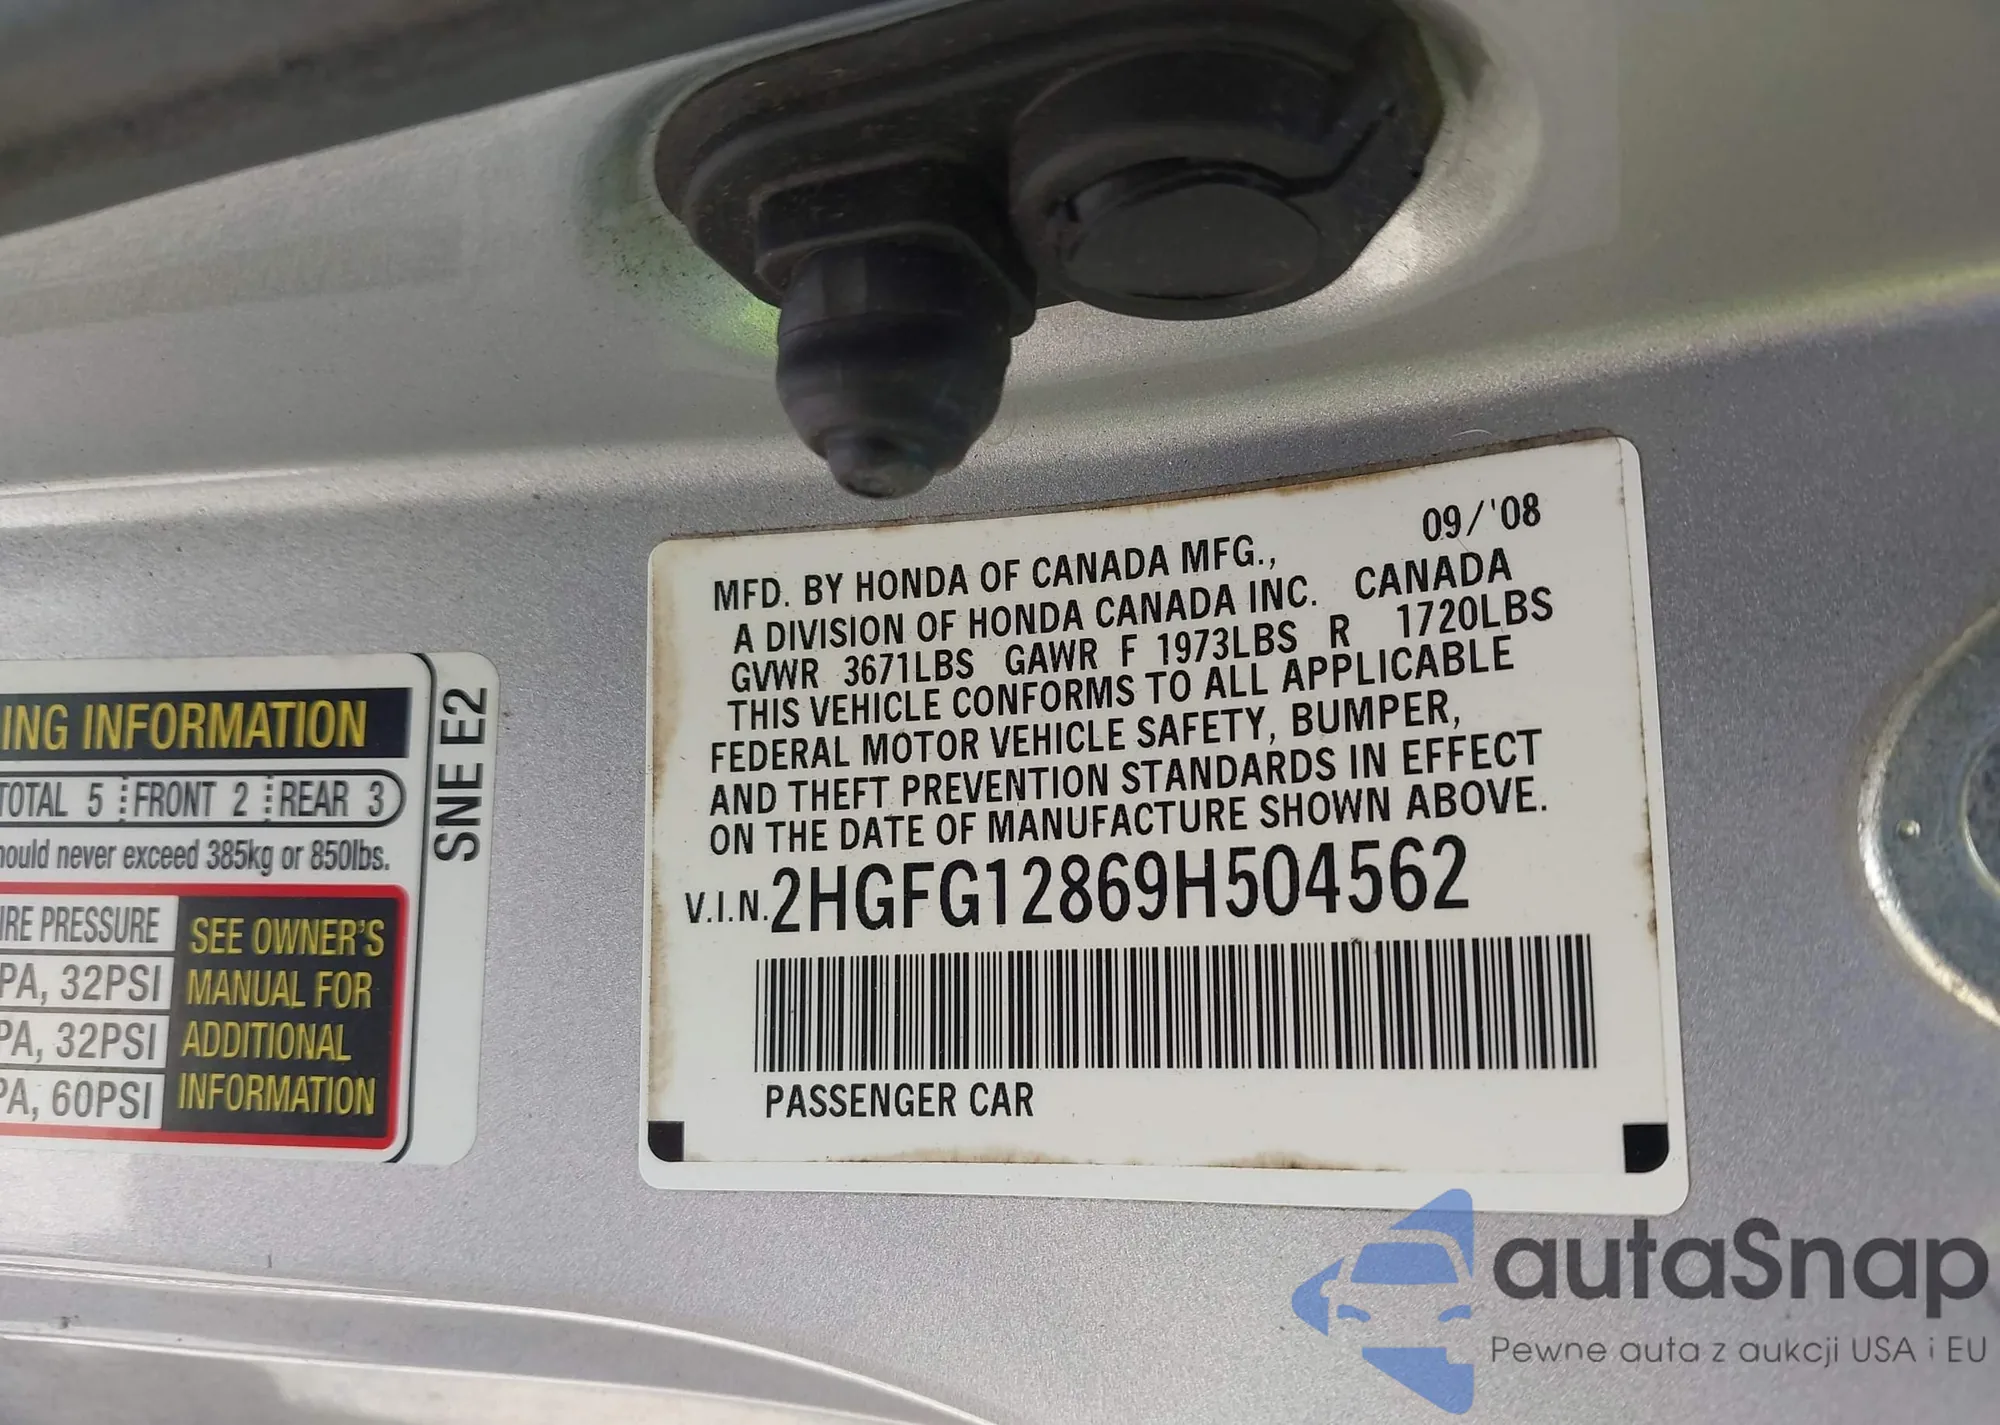 09/'08
MFD. BY HONDA OF CANADA MFG.,
A DIVISION OF HONDA CANADA INC. CANADA
GVWR 3671LBS GAWR F 1973LBS R 1720LBS
THIS VEHICLE CONFORMS TO ALL APPLICABLE
FEDERAL MOTOR VEHICLE SAFETY, BUMPER,
AND THEFT PREVENTION STANDARDS IN EFFECT
ON THE DATE OF MANUFACTURE SHOWN ABOVE.
V.I.N. 2HGFG12869H504562
PASSENGER CAR
ING INFORMATION
TOTAL 5 FRONT 2 REAR 3
hould never exceed 385kg or 850lbs.
IRE PRESSURE
PA, 32PSI
PA, 32PSI
PA, 60PSI
SEE OWNER'S
MANUAL FOR
ADDITIONAL
INFORMATION
SNE E2
autaSnap
Pewne auta z aukcji USA i EU